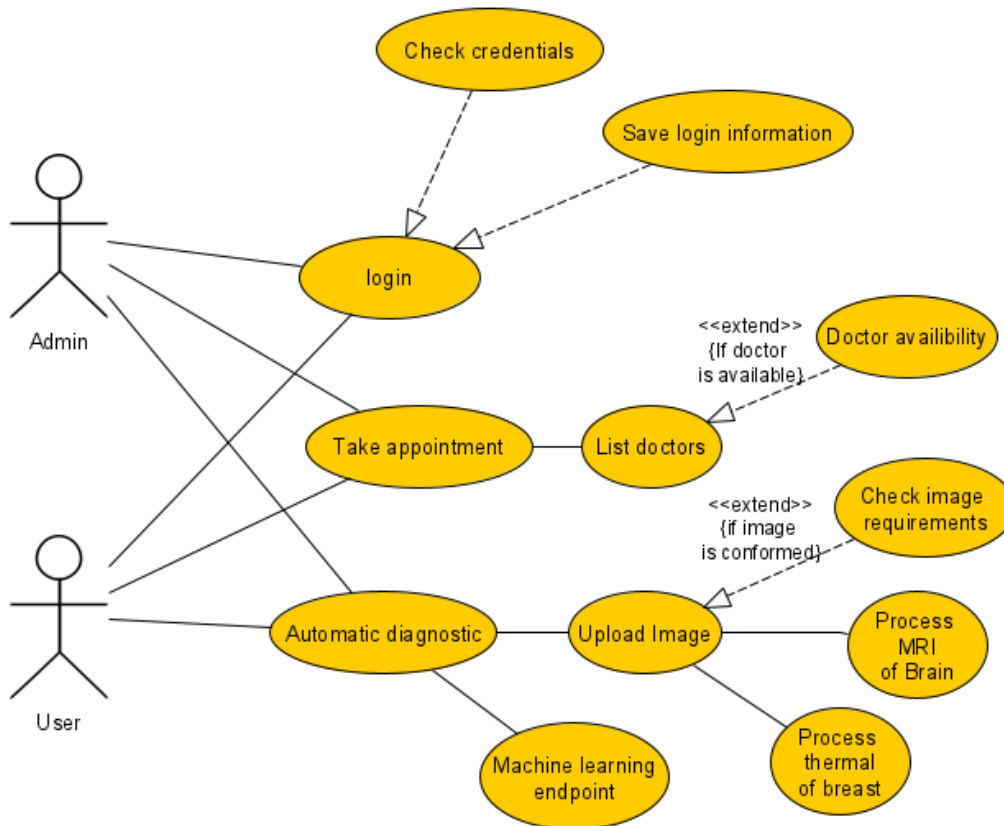 Check credentials
Save login information
Admin
login
<<extend>>
{If doctor
is available}
Doctor availibility
Take appointment
List doctors
<<extend>>
{if image
is conformed}
Check image
requirements
User
Automatic diagnostic
Upload Image
Process
MRI
of Brain
Machine learning
endpoint
Process
thermal
of breast